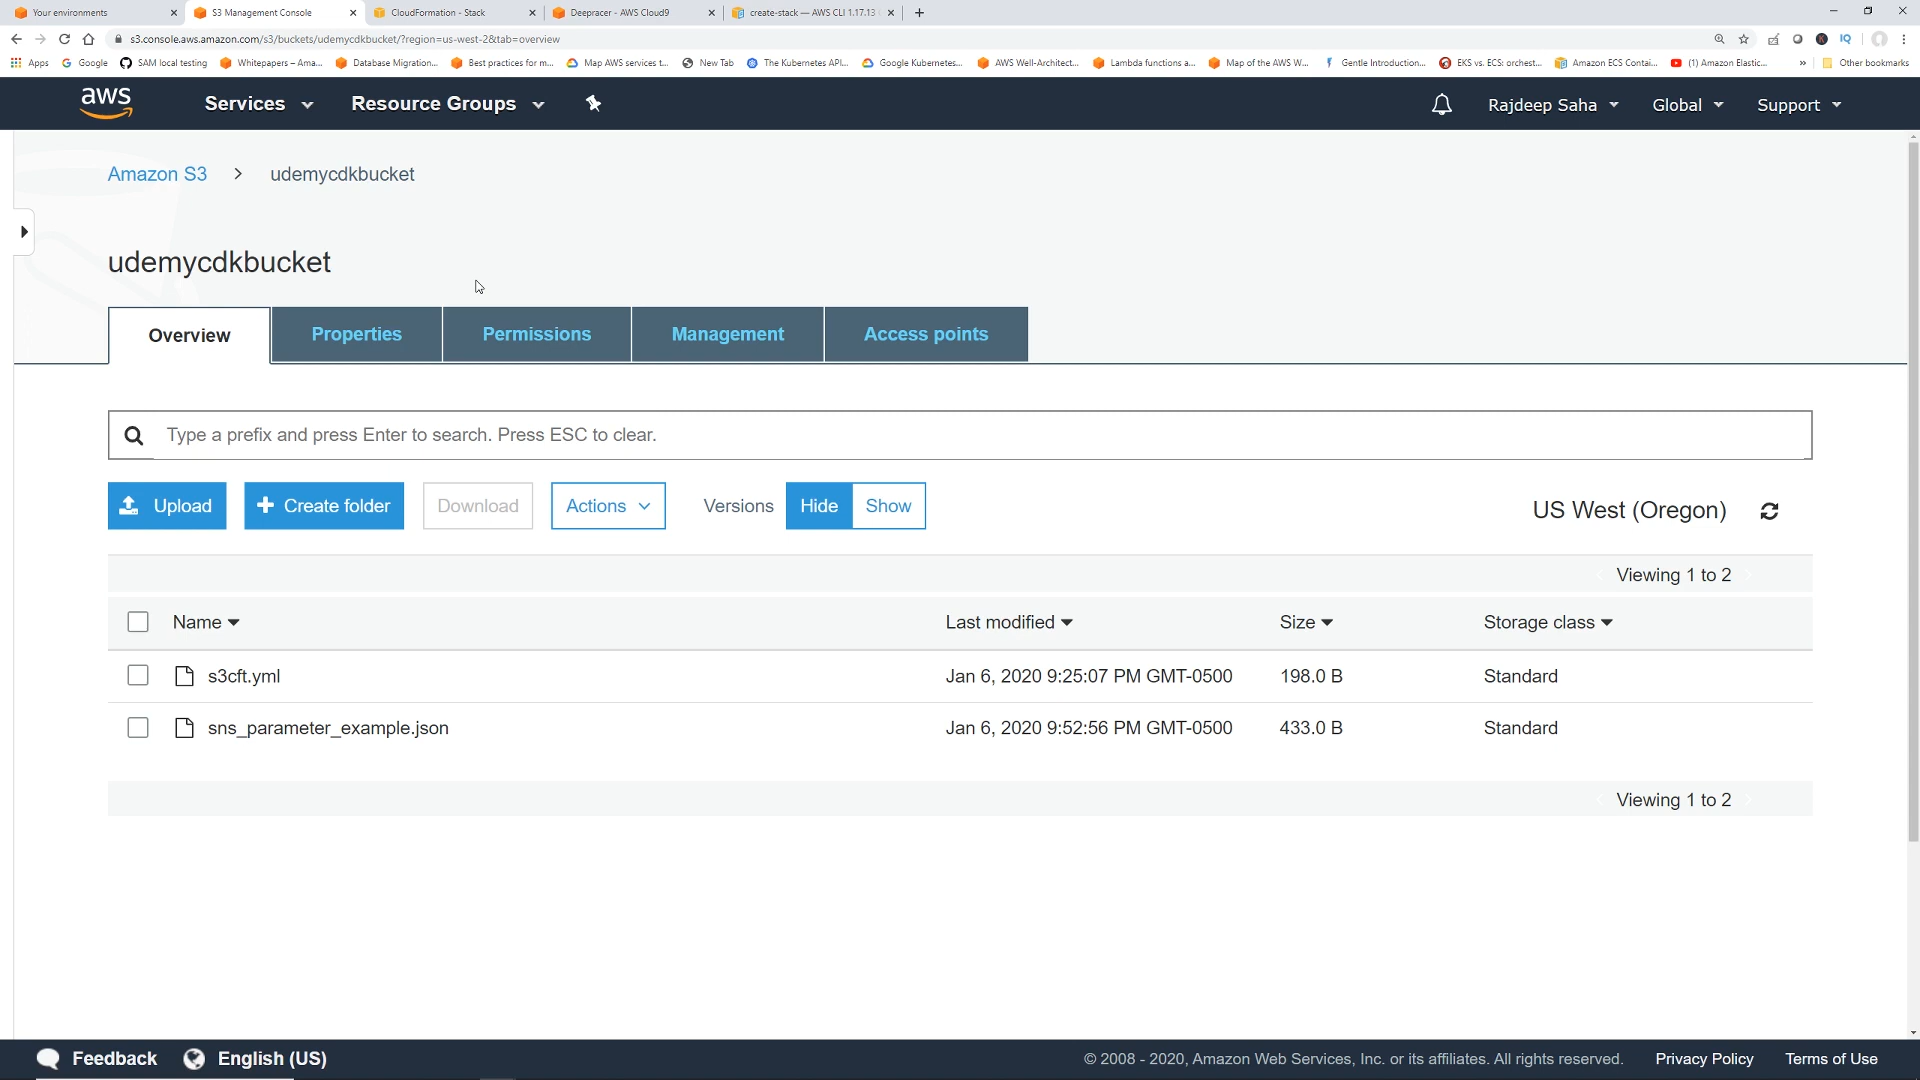 Your environments
S3 Management Console
CloudFormation - Stack
Deepracer - AWS Cloud9
create-stack — AWS CLI 1.17.13
s3.console.aws.amazon.com/s3/buckets/udemycdkbucket/?region=us-west-2&tab=overview
Apps
Google
SAM local testing
Whitepapers – Ama...
Database Migration...
Best practices for m...
Map AWS services t...
New Tab
The Kubernetes API...
Google Kubernetes...
AWS Well-Architect...
Lambda functions a...
Map of the AWS W...
Gentle Introduction...
EKS vs. ECS: orchest...
Amazon ECS Contai...
(1) Amazon Elastic...
»
Other bookmarks
aws
Services
Resource Groups
Rajdeep Saha
Global
Support
Amazon S3 > udemycdkbucket
udemycdkbucket
Overview
Properties
Permissions
Management
Access points
Type a prefix and press Enter to search. Press ESC to clear.
Upload
+ Create folder
Download
Actions
Versions
Hide
Show
US West (Oregon)
Viewing 1 to 2
Name
Last modified
Size
Storage class
s3cft.yml
Jan 6, 2020 9:25:07 PM GMT-0500
198.0 B
Standard
sns_parameter_example.json
Jan 6, 2020 9:52:56 PM GMT-0500
433.0 B
Standard
Viewing 1 to 2
Feedback
English (US)
© 2008 - 2020, Amazon Web Services, Inc. or its affiliates. All rights reserved.
Privacy Policy
Terms of Use